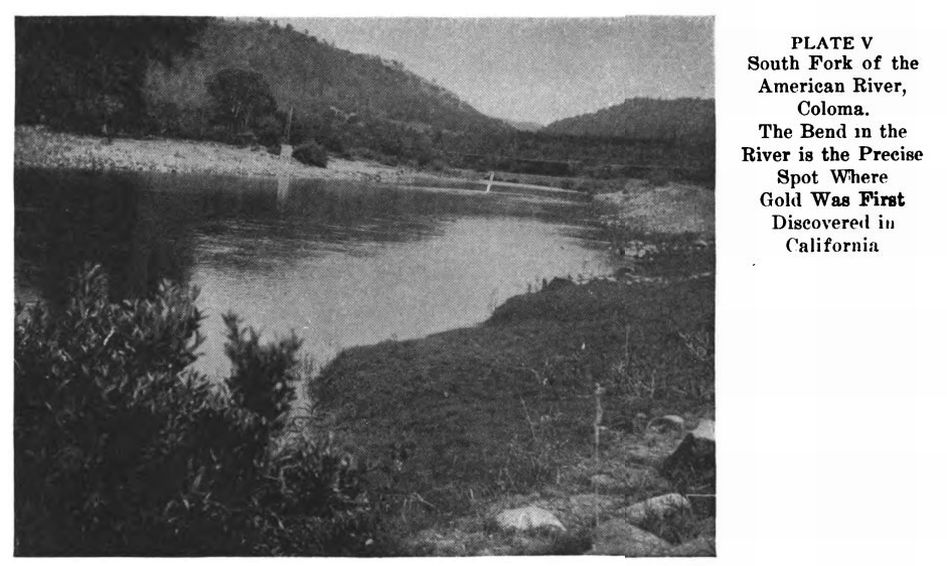 PLATE V
South Fork of the
American River,
Coloma.
The Bend in the
River is the Precise
Spot Where
Gold Was First
Discovered in
California